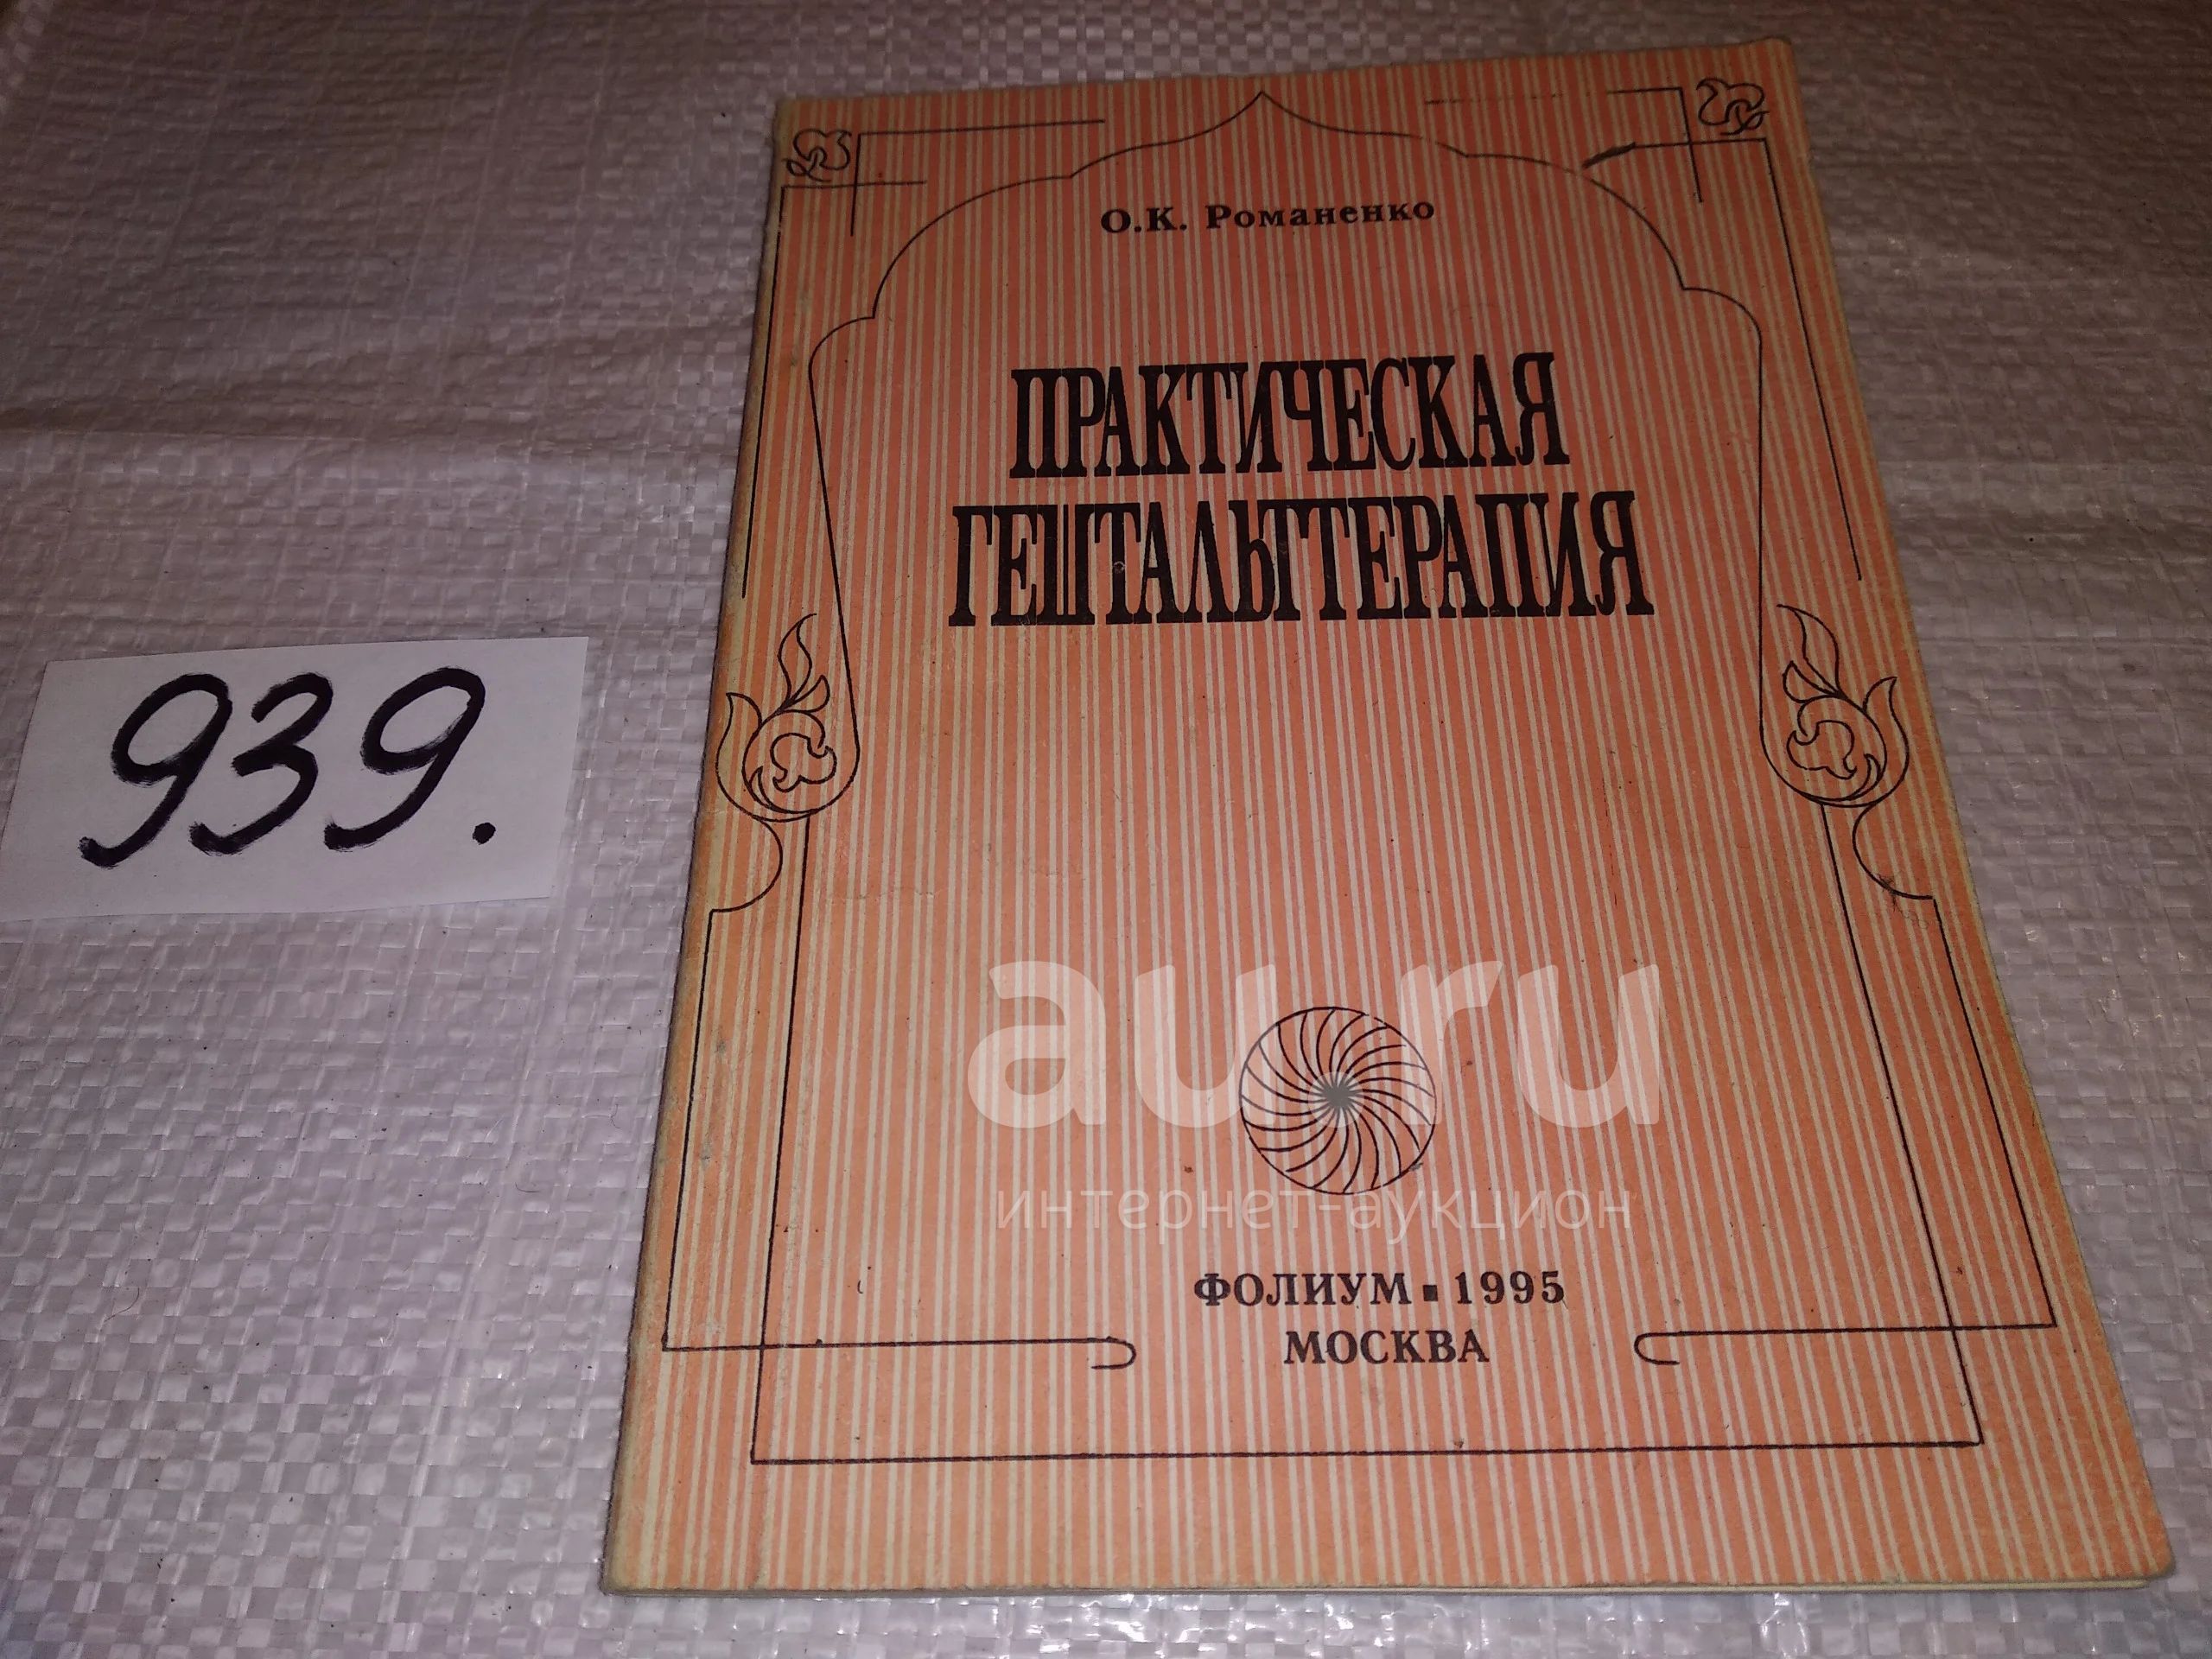 О.К. Романенко
ПРАКТИЧЕСКАЯ
ГЕШТАЛЬТТЕРАПИЯ
939.
au.ru
интернет-аукцион
ФОЛИУМ ▪ 1995
МОСКВА